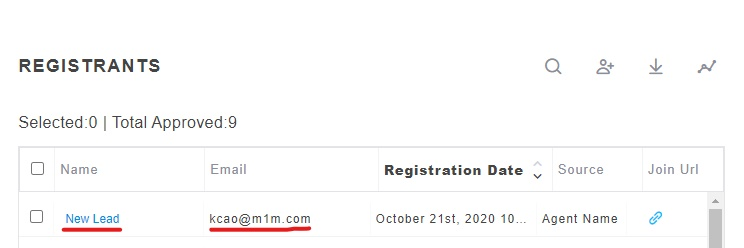 REGISTRANTS
Selected:0 | Total Approved:9
Name Email Registration Date Source Join Url
New Lead kcao@m1m.com October 21st, 2020 10... Agent Name